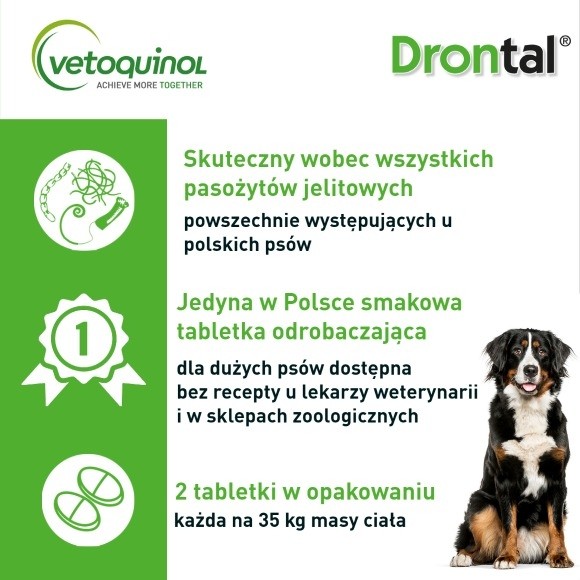 vetoquinol
ACHIEVE MORE TOGETHER
Drontal®
Skuteczny wobec wszystkich
pasożytów jelitowych
powszechnie występujących u
polskich psów
1
Jedyna w Polsce smakowa
tabletka odrobaczająca
dla dużych psów dostępna
bez recepty u lekarzy weterynarii
i w sklepach zoologicznych
2 tabletki w opakowaniu
każda na 35 kg masy ciała